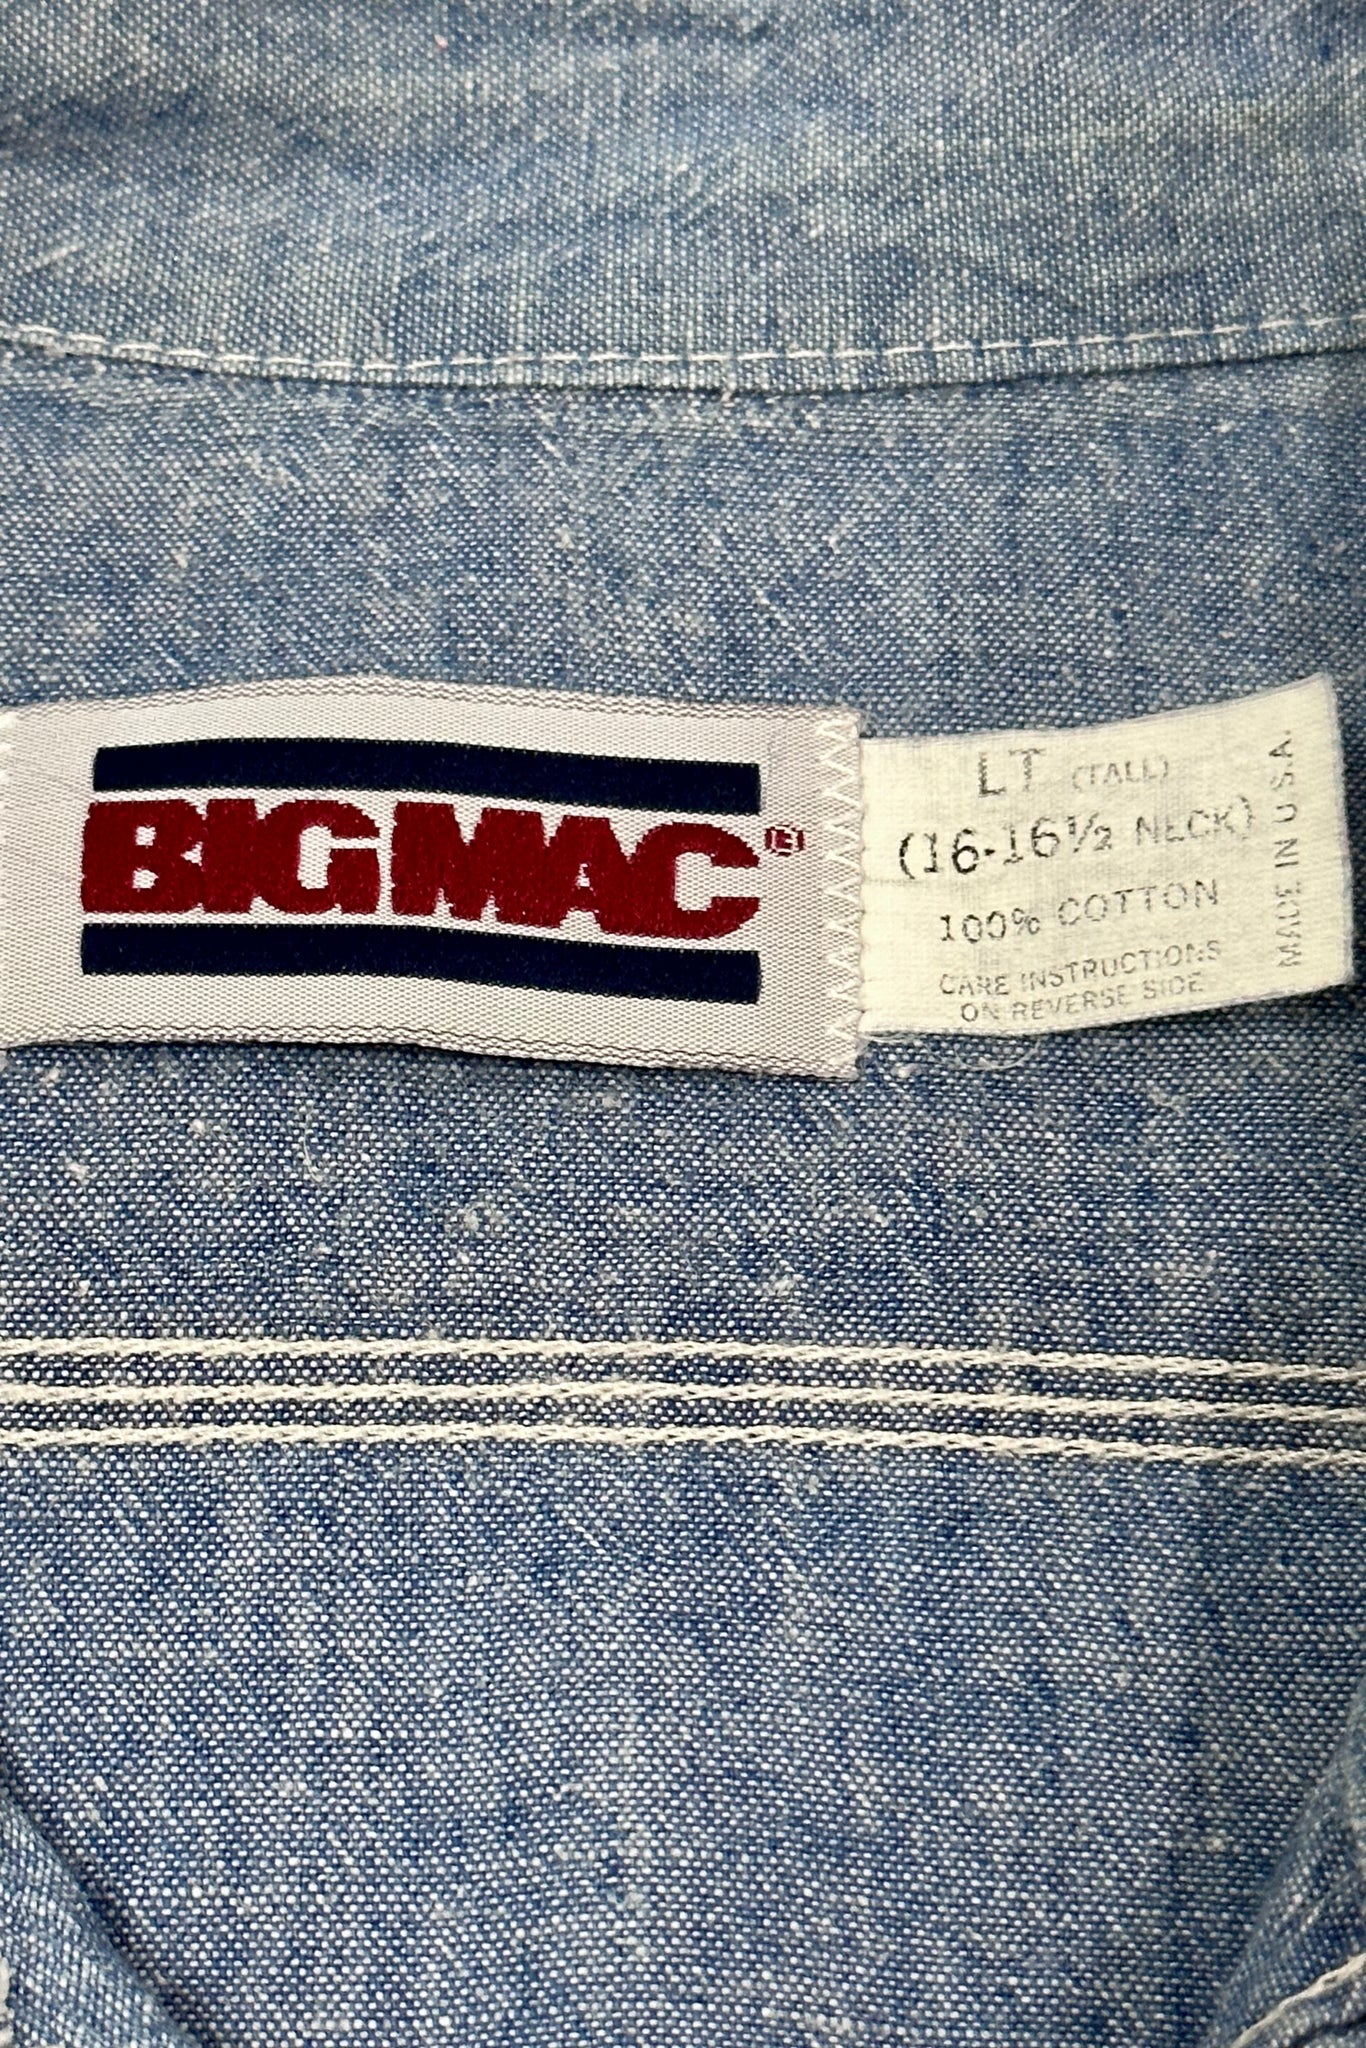 BIG MAC®
LT (TALL)
(16-16½ NECK)
100% COTTON
CARE INSTRUCTIONS
ON REVERSE SIDE
MADE IN U.S.A.